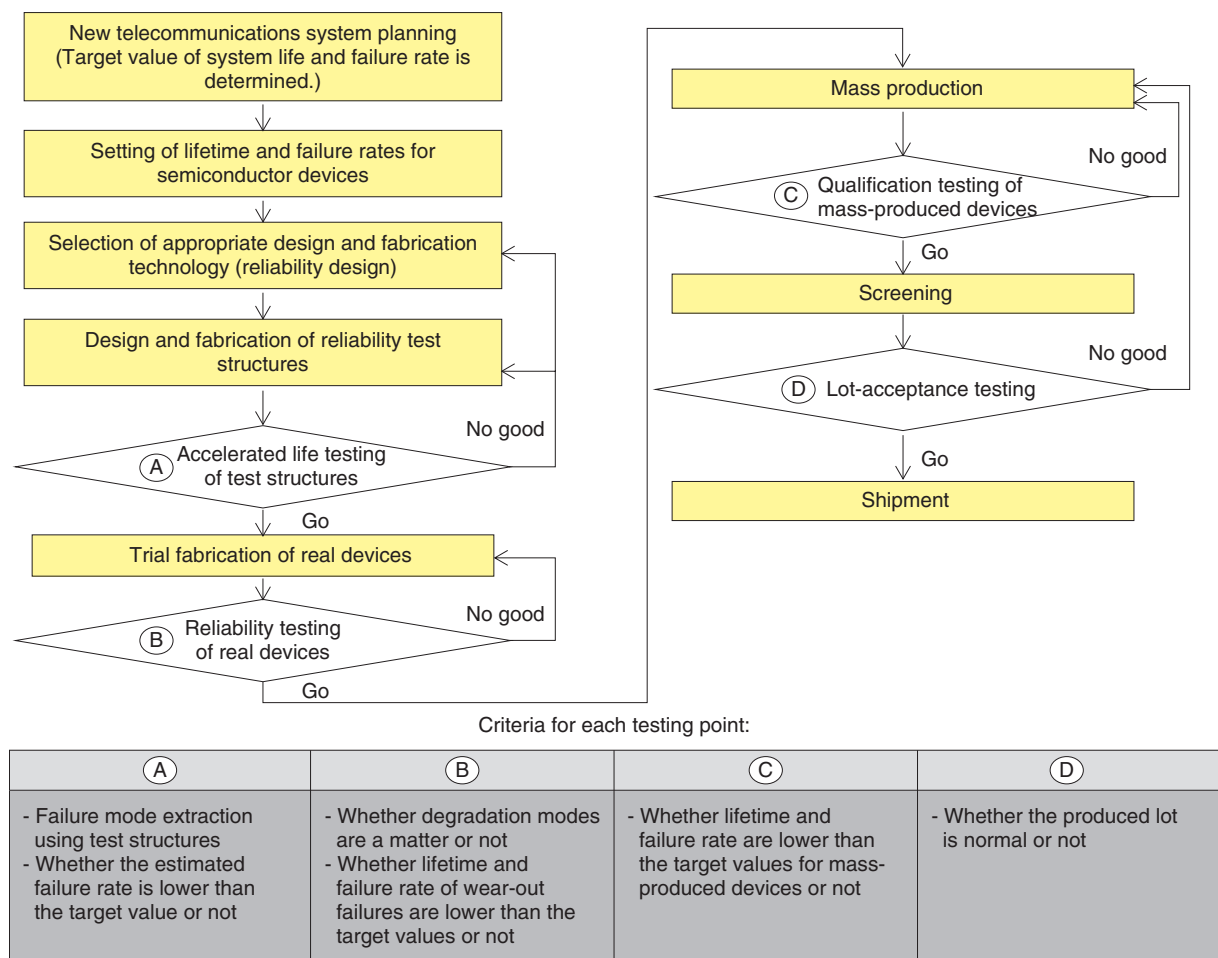 New telecommunications system planning
(Target value of system life and failure rate is
determined.)
Setting of lifetime and failure rates for
semiconductor devices
Selection of appropriate design and fabrication
technology (reliability design)
Design and fabrication of reliability test
structures
No good
A
Accelerated life testing
of test structures
Go
Trial fabrication of real devices
No good
B
Reliability testing
of real devices
Go
Mass production
No good
C
Qualification testing of
mass-produced devices
Go
Screening
No good
D
Lot-acceptance testing
Go
Shipment
Criteria for each testing point:
A
B
C
D
- Failure mode extraction
using test structures
- Whether the estimated
failure rate is lower than
the target value or not
- Whether degradation modes
are a matter or not
- Whether lifetime and
failure rate of wear-out
failures are lower than the
target values or not
- Whether lifetime and
failure rate are lower than
the target values for mass-
produced devices or not
- Whether the produced lot
is normal or not